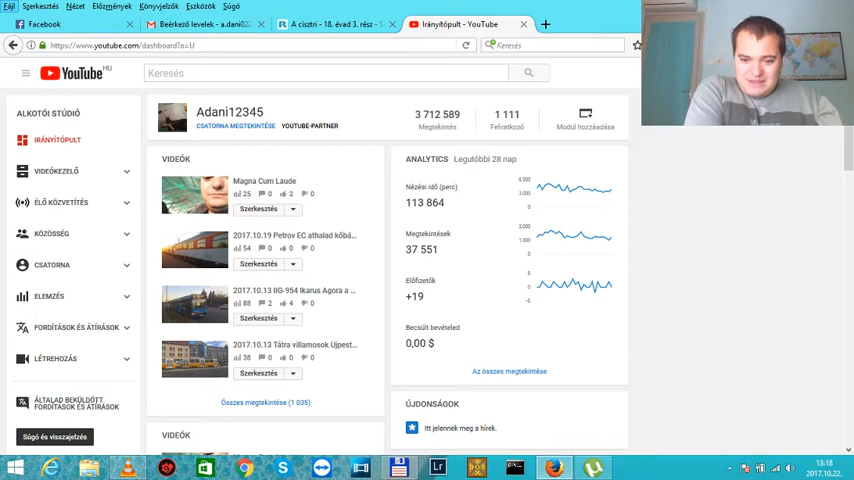 Fájl Szerkesztés Nézet Előzmények Könyvjelzők Eszközök Súgó
Facebook
Beérkező levelek - a.dani02
A cisztri - 18. évad 3. rész -
Irányítópult - YouTube
https://www.youtube.com/dashboard?o=U
Keresés
YouTube HU
Keresés
ALKOTÓI STÚDIÓ
IRÁNYÍTÓPULT
VIDEÓKEZELŐ
ÉLŐ KÖZVETÍTÉS
KÖZÖSSÉG
CSATORNA
ELEMZÉS
FORDÍTÁSOK ÉS ÁTÍRÁSOK
LÉTREHOZÁS
ÁLTALAD BEKÜLDÖTT
FORDÍTÁSOK ÉS ÁTÍRÁSOK
Súgó és visszajelzés
Adani12345
CSATORNA MEGTEKINTÉSE YOUTUBE-PARTNER
3 712 589
Megtekintés
1 111
Feliratkozó
Modul hozzáadása
VIDEÓK
Magna Cum Laude
25 0 2 0
Szerkesztés
2017.10.19 Petrov EC athalad kőbá...
54 0 0 0
Szerkesztés
2017.10.13 IIG-954 Ikarus Agora a ...
88 2 4 0
Szerkesztés
2017.10.13 Tátra villamosok Újpest...
38 0 0 0
Szerkesztés
Összes megtekintése (1 035)
VIDEÓK
ANALYTICS Legutóbbi 28 nap
Nézési idő (perc)
113 864
6 000
3 000
0
Megtekintések
37 551
2 000
1 000
0
Előfizetők
+19
5
0
-5
Becsült bevételed
0,00 $
Az összes megtekintése
ÚJDONSÁGOK
Itt jelennek meg a hírek.
DOS
13:18
2017.10.22.